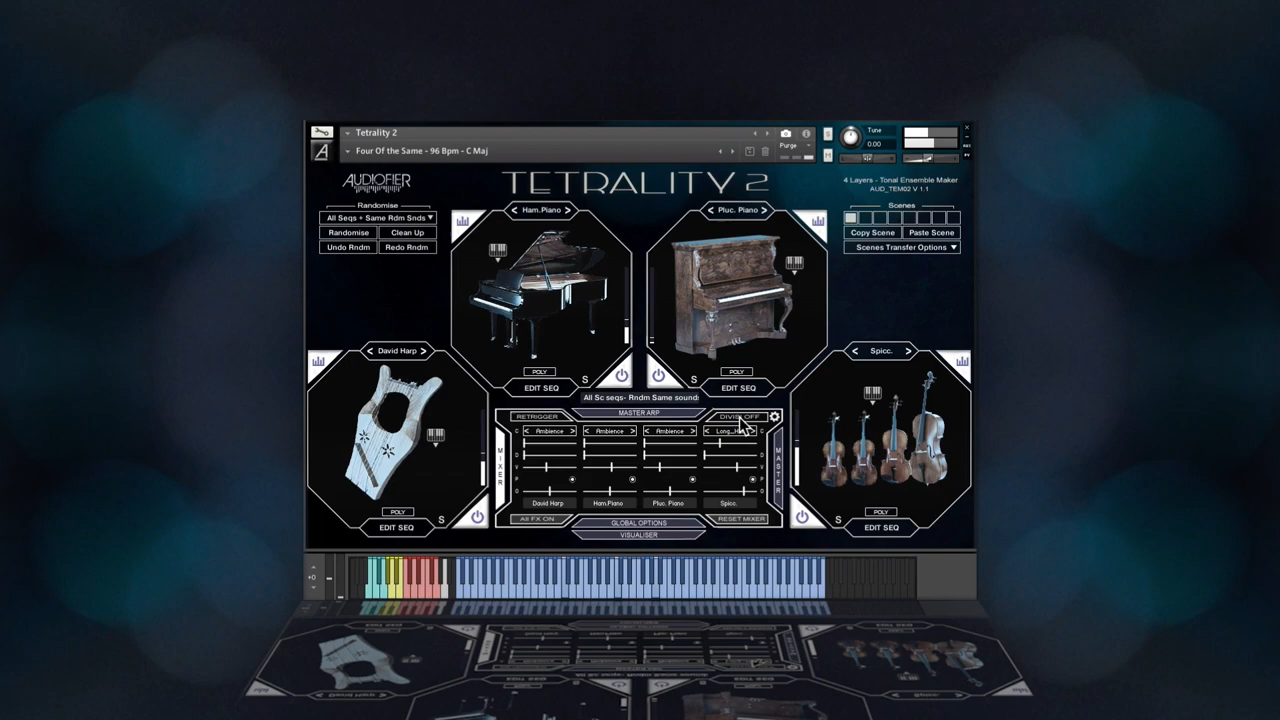 Tetrality 2
Purge
Tune
0.00
Four Of the Same - 96 Bpm - C Maj
AUDIOFIER
TETRALITY 2
4 Layers - Tonal Ensemble Maker
AUD_TEM02 V 1.1
Randomise
All Seqs + Same Rdm Snds
Randomise
Clean Up
Undo Rndm
Redo Rndm
Scenes
Copy Scene
Paste Scene
Scenes Transfer Options
< Ham.Piano >
< Pluc. Piano >
< David Harp >
< Spicc. >
POLY
S
POLY
S
EDIT SEQ
EDIT SEQ
All Sc seqs- Rndm Same sounds
MASTER ARP
RETRIGGER
MIXER
MASTER
C
< Ambience >
< Ambience >
< Ambience >
C
D
D
V
V
P
P
O
O
David Harp
Ham.Piano
Pluc. Piano
Spicc.
All FX ON
GLOBAL OPTIONS
RESET MIXER
VISUALISER
POLY
S
EDIT SEQ
POLY
S
EDIT SEQ
+0